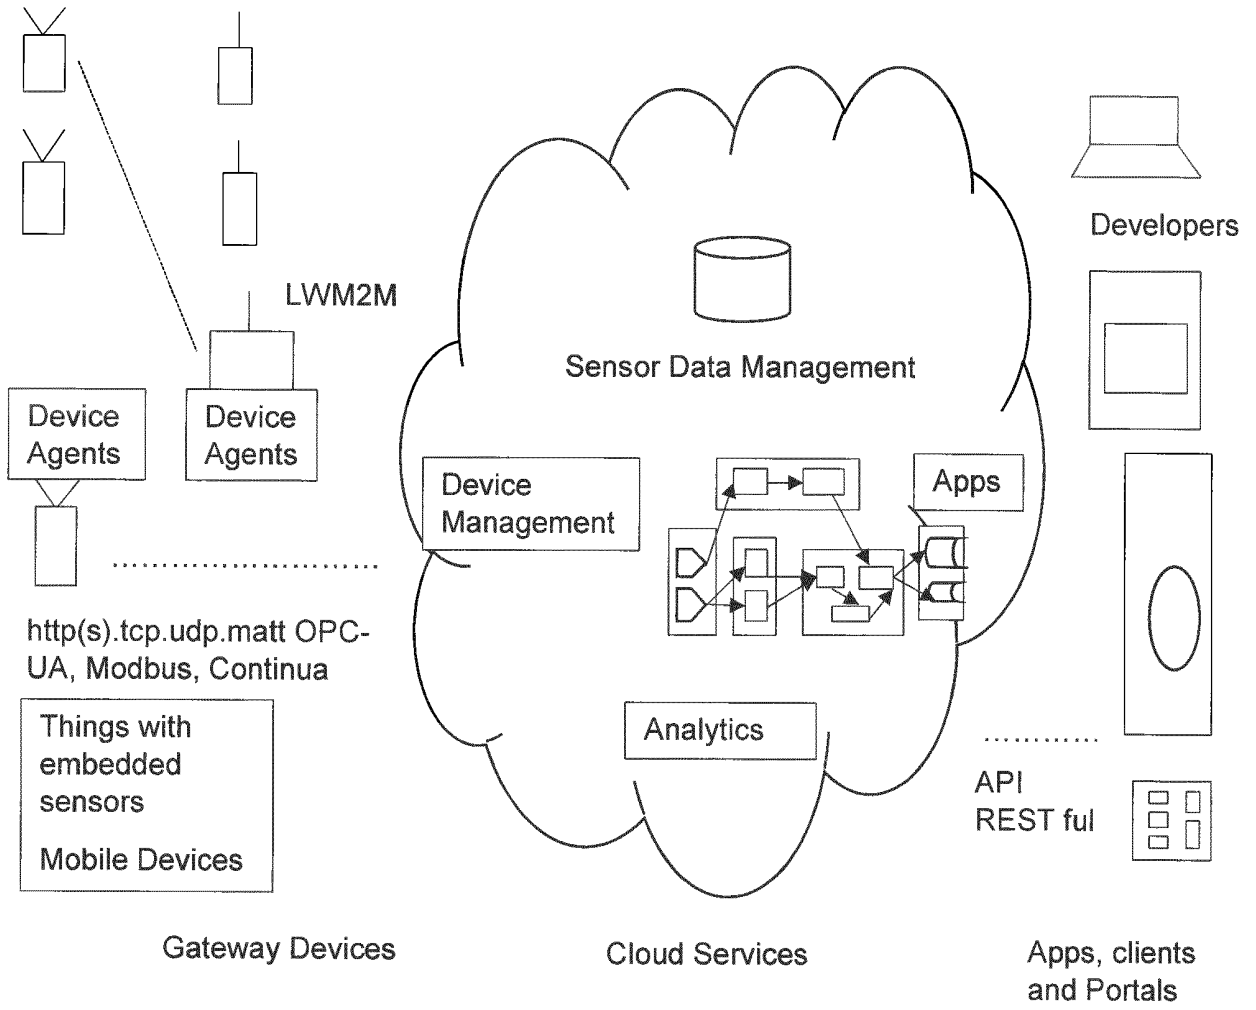 Developers
LWM2M
Sensor Data Management
Device
Agents
Device
Agents
Device
Management
Apps
http(s).tcp.udp.matt OPC-
UA, Modbus, Continua
Things with
embedded
sensors
Mobile Devices
Analytics
API
REST ful
Gateway Devices
Cloud Services
Apps, clients
and Portals